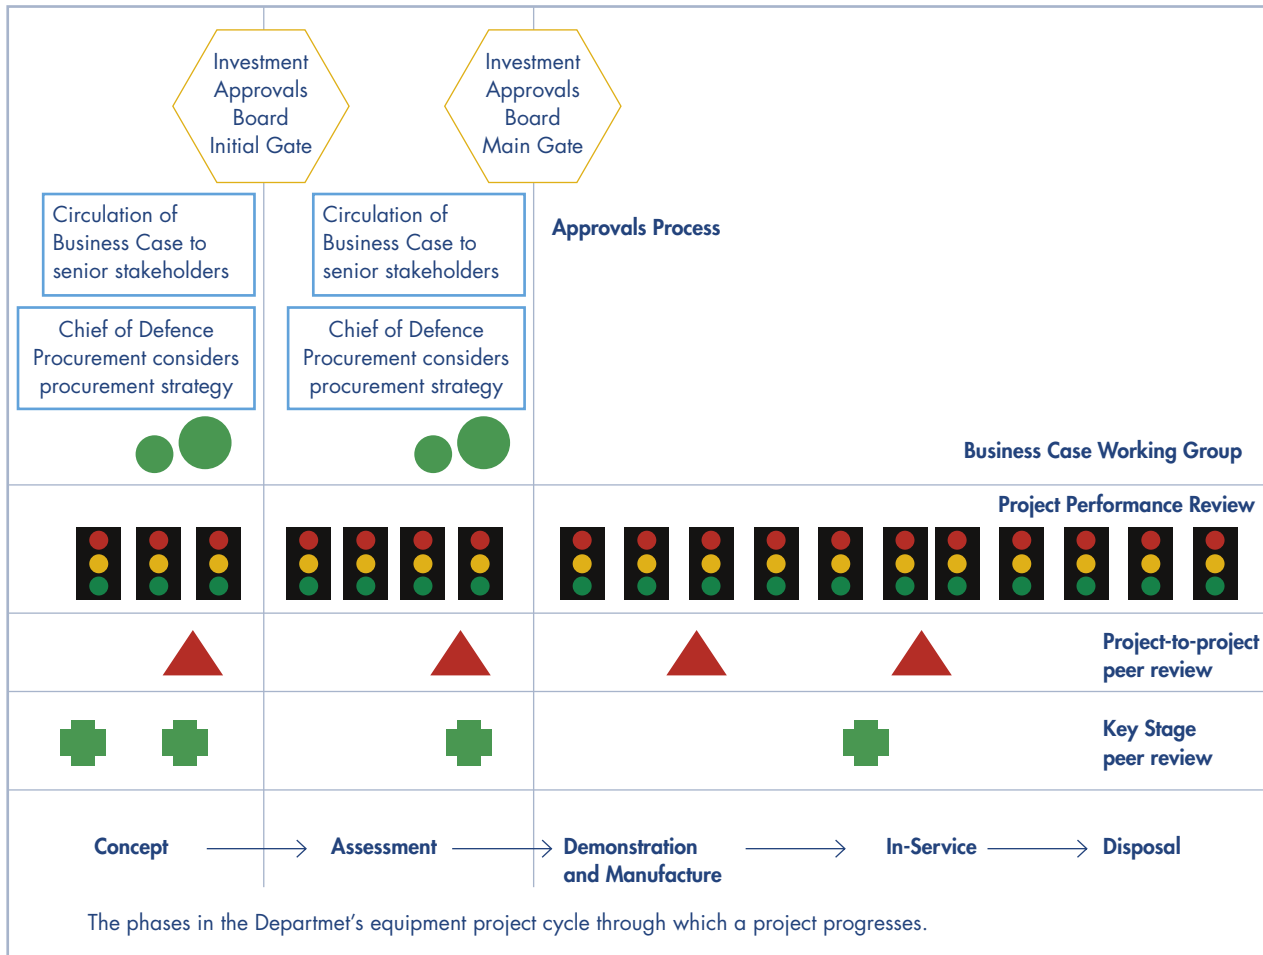 Investment
Approvals
Board
Initial Gate
Investment
Approvals
Board
Main Gate
Circulation of
Business Case to
senior stakeholders
Circulation of
Business Case to
senior stakeholders
Approvals Process
Chief of Defence
Procurement considers
procurement strategy
Chief of Defence
Procurement considers
procurement strategy
Business Case Working Group
Project Performance Review
Project-to-project
peer review
Key Stage
peer review
Concept
Assessment
Demonstration
and Manufacture
In-Service
Disposal
The phases in the Departmet's equipment project cycle through which a project progresses.